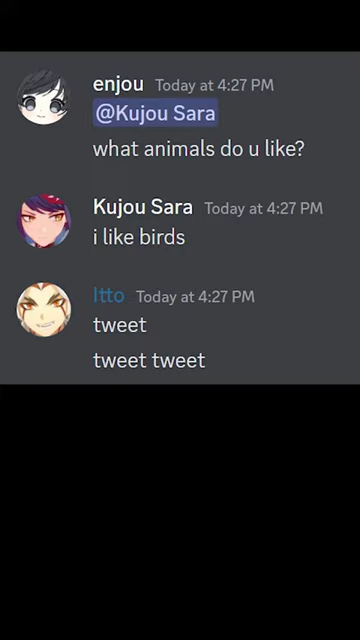 enjou Today at 4:27 PM
@Kujou Sara
what animals do u like?
Kujou Sara Today at 4:27 PM
i like birds
Itto Today at 4:27 PM
tweet
tweet tweet